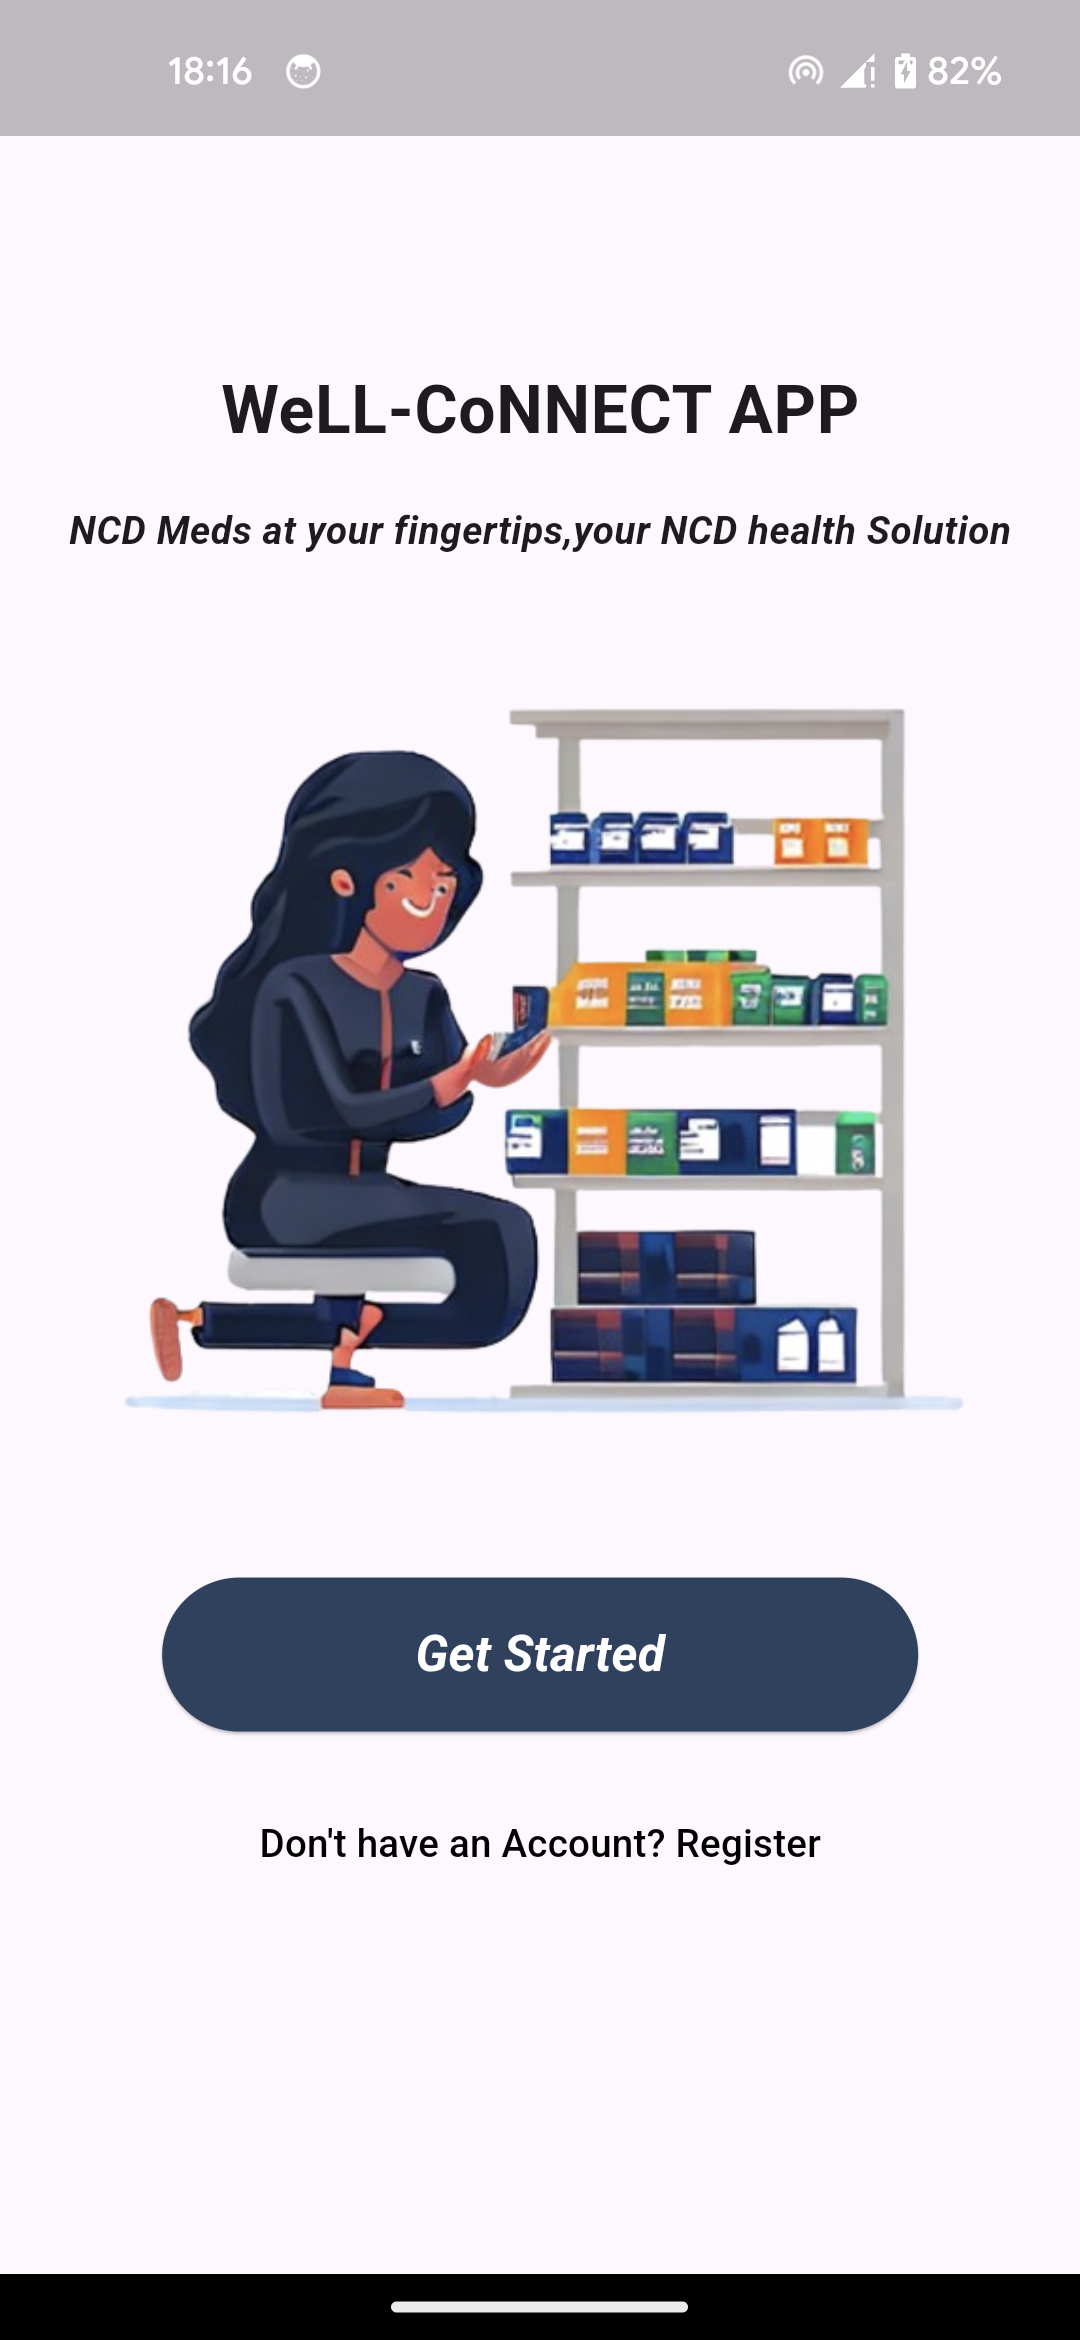 18:16 82%
WeLL-CoNNECT APP
NCD Meds at your fingertips,your NCD health Solution
Get Started
Don't have an Account? Register